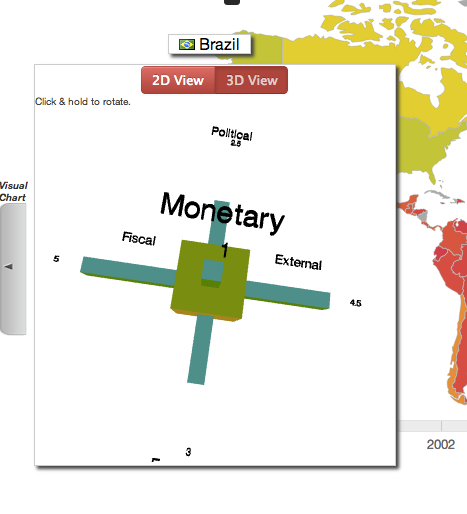 Brazil
2D View 3D View
Click & hold to rotate.
Political
2.5
Visual
Chart
Monetary
1
Fiscal
External
5
4.5
3
2002